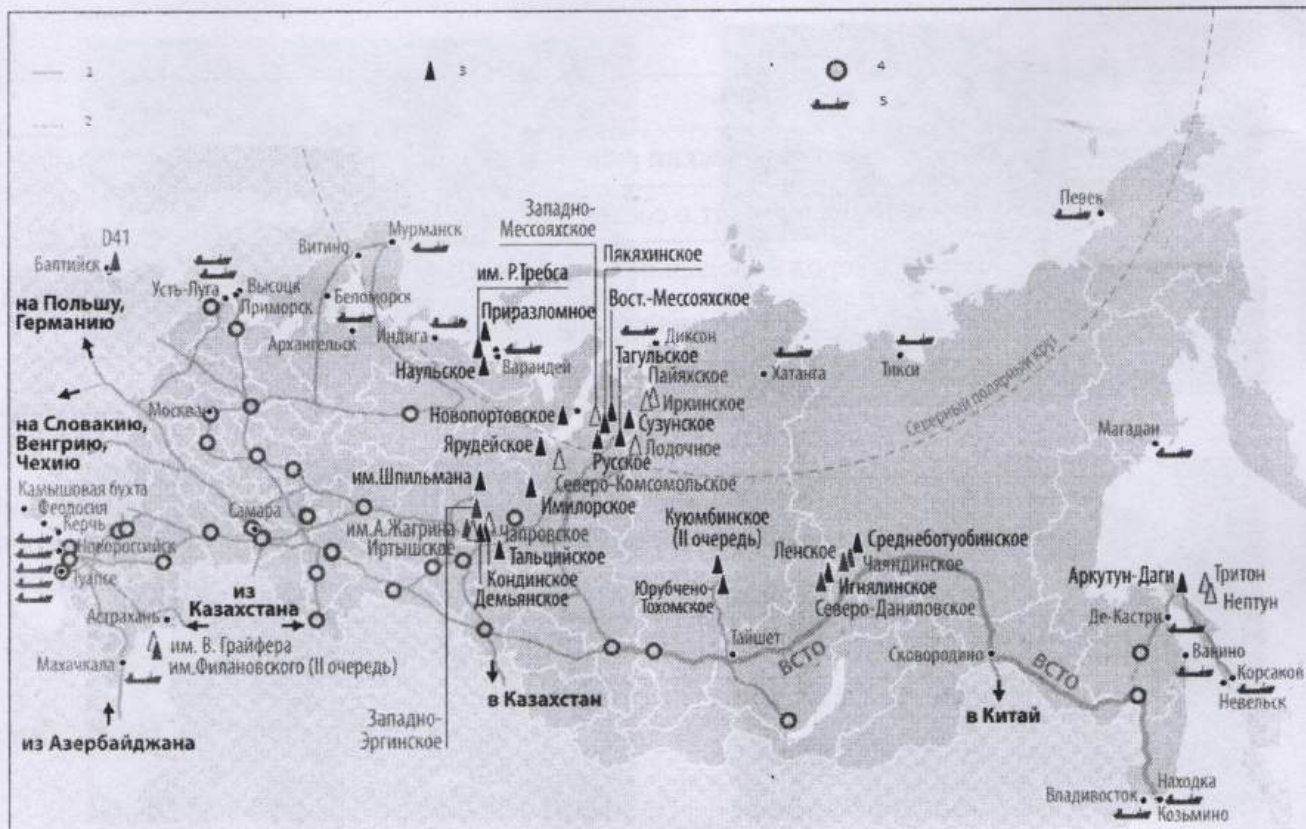 1
2
3
4
5
Певек
Западно-
Мессояхское
Пякяхинское
Мурманск
Витино
D41
Балтийск
им. Р.Требса
Вост.-Мессояхское
Усть-Луга
Высоцк
Приморск
Беломорск
Приразломное
на Польшу,
Германию
Архангельск
Индига
Диксон
Тагульское
Наульское
Варандей
Пайяхское
Хатанга
Тикси
Северный полярный круг
Иркинское
Москва
Новопортовское
Сузунское
Магадан
на Словакию,
Венгрию,
Чехию
Ярудейское
Русское
Лодочное
Северо-Комсомольское
им.Шпильмана
Имилорское
Камышовая бухта
Феодосия
Керчь
Самара
им.А.Жагрина
Иртышское
Чапровское
Куюмбинское
(II очередь)
Новороссийск
Тальцийское
Ленское
Среднеботуобинское
Чаяндинское
Туапсе
из
Казахстана
Кондинское
Демьянское
Юрубчено-
Тохомское
Игнялинское
Северо-Даниловское
Аркутун-Даги
Тритон
Нептун
Астрахань
Де-Кастри
им. В. Грайфера
им.Филановского (II очередь)
Тайшет
ВСТО
Сковородино
ВСТО
Ванино
Махачкала
Корсаков
Невельск
в Казахстан
Западно-
Эргинское
в Китай
из Азербайджана
Владивосток
Находка
Козьмино